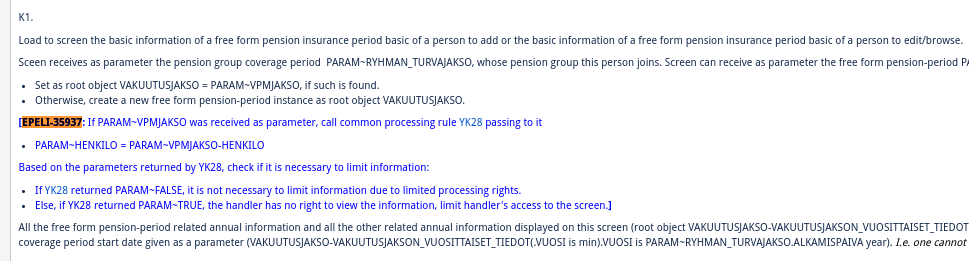 K1.
Load to screen the basic information of a free form pension insurance period basic of a person to add or the basic information of a free form pension insurance period basic of a person to edit/browse.
Sceen receives as parameter the pension group coverage period  PARAM~RYHMAN_TURVAJAKSO, whose pension group this person joins. Screen can receive as parameter the free form pension-period
• Set as root object VAKUUTUSJAKSO = PARAM~VPMJAKSO, if such is found.
• Otherwise, create a new free form pension-period instance as root object VAKUUTUSJAKSO.
[EPELI-35937: If PARAM~VPMJAKSO was received as parameter, call common processing rule YK28 passing to it
• PARAM~HENKILO = PARAM~VPMJAKSO-HENKILO
Based on the parameters returned by YK28, check if it is necessary to limit information:
• If YK28 returned PARAM~FALSE, it is not necessary to limit information due to limited processing rights.
• Else, if YK28 returned PARAM~TRUE, the handler has no right to view the information, limit handler's access to the screen.]
All the free form pension-period related annual information and all the other related annual information displayed on this screen (root object VAKUUTUSJAKSO-VAKUUTUSJAKSON_VUOSITTAISET_TIEDOT
coverage period start date given as a parameter (VAKUUTUSJAKSO-VAKUUTUSJAKSON_VUOSITTAISET_TIEDOT(.VUOSI is min).VUOSI is PARAM~RYHMAN_TURVAJAKSO.ALKAMISPAIVA year). I.e. one cannot